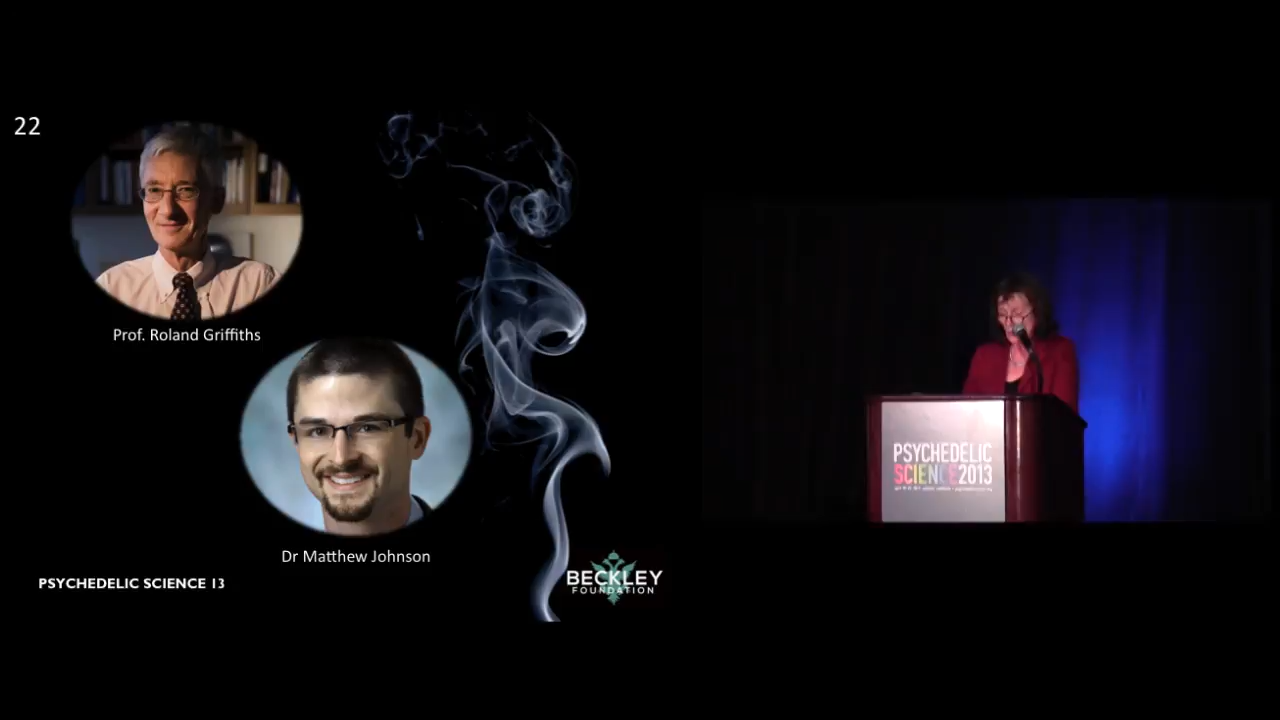 22
Prof. Roland Griffiths
Dr Matthew Johnson
PSYCHEDELIC SCIENCE 13
BECKLEY
FOUNDATION
PSYCHEDELIC
SCIENCE2013